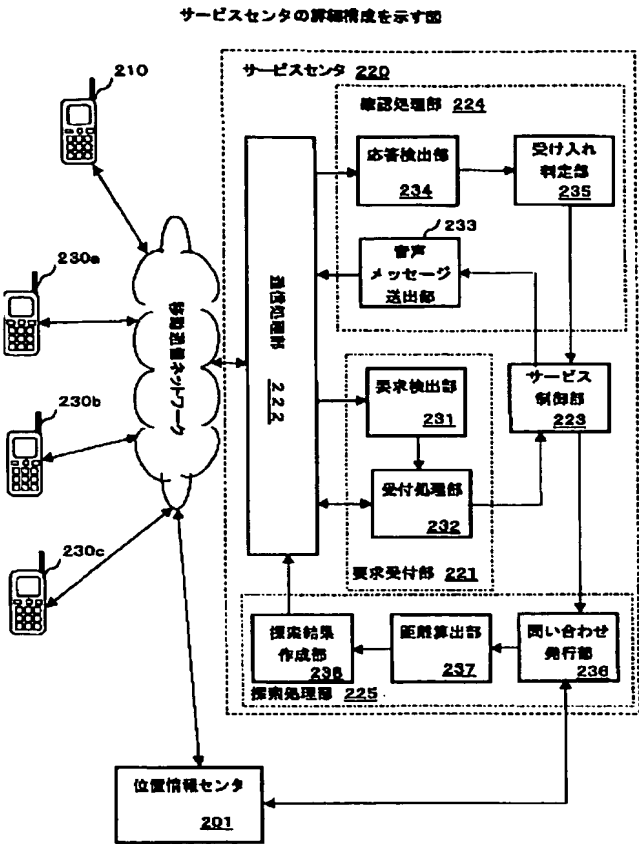 サービスセンタの詳細構成を示す図
210
サービスセンタ 220
確認処理部 224
応答検出部
234
受け入れ
判定部
235
233
音声
メッセージ
送出部
230a
移動通信ネットワーク
通信処理部
222
サービス
制御部
223
要求検出部
231
230b
受付処理部
232
要求受付部 221
230c
探索結果
作成部
238
距離算出部
237
問い合わせ
発行部
236
探索処理部 225
位置情報センタ
201